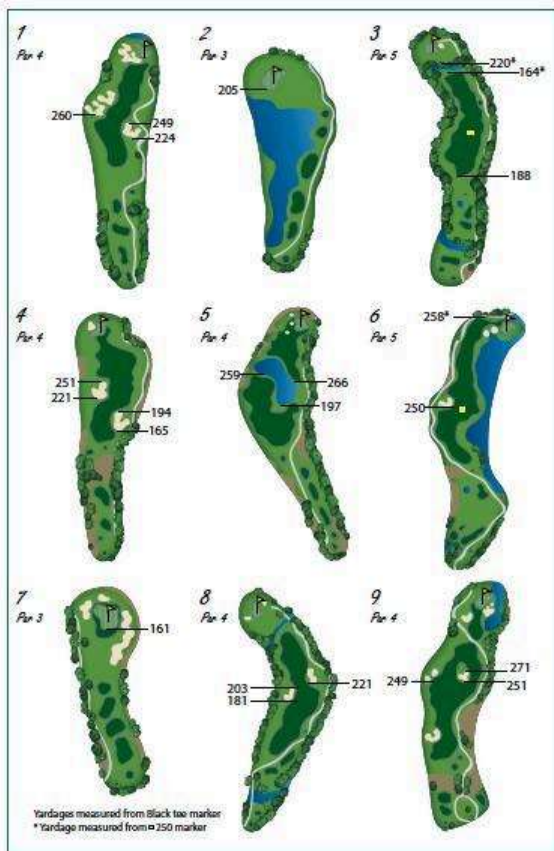 1
Par 4
260
249
224
2
Par 3
205
3
Par 5
220*
164*
188
4
Par 4
251
221
194
165
5
Par 4
259
266
197
6
Par 5
258*
250
7
Par 3
161
8
Par 4
203
181
221
9
Par 4
249
271
251
Yardages measured from Black tee marker
* Yardage measured from 250 marker